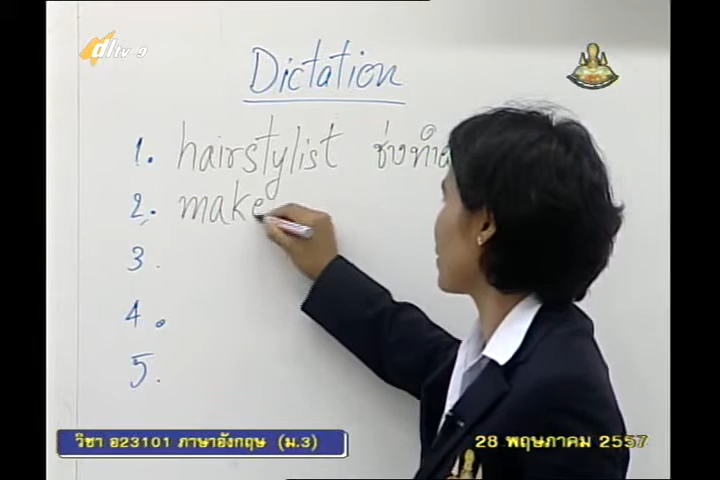 dltv 9
Dictation
1. hairstylist ช่างทำ
2. make
3.
4.
5.
วิชา อ23101 ภาษาอังกฤษ (ม.3)
28 พฤษภาคม 2557